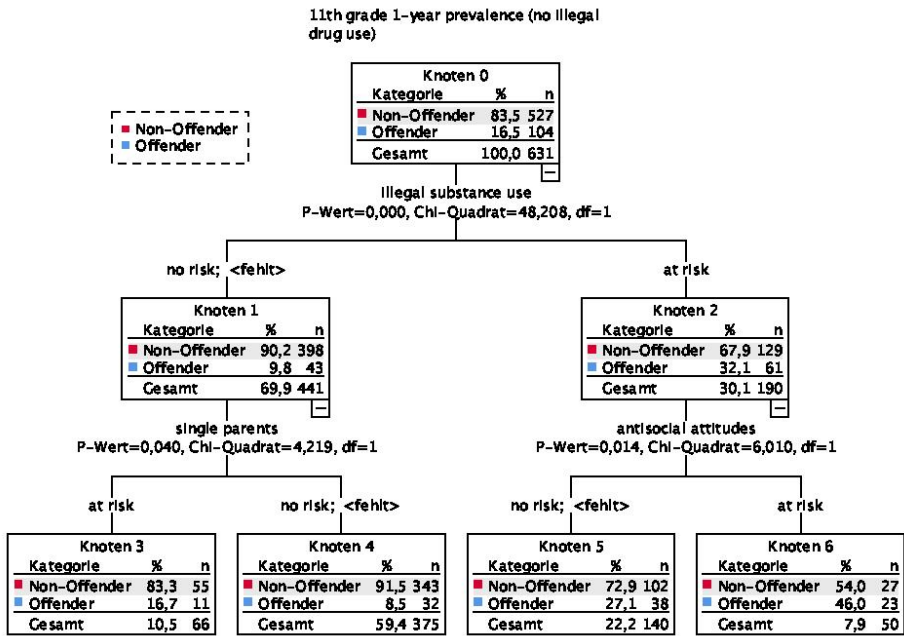 11th grade 1-year prevalence (no illegal
drug use)
Non-Offender
Offender
Knoten 0
Kategorie % n
Non-Offender 83,5 527
Offender 16,5 104
Gesamt 100,0 631
illegal substance use
P-Wert=0,000, Chi-Quadrat=48,208, df=1
no risk; <fehlt>
at risk
Knoten 1
Kategorie % n
Non-Offender 90,2 398
Offender 9,8 43
Gesamt 69,9 441
Knoten 2
Kategorie % n
Non-Offender 67,9 129
Offender 32,1 61
Gesamt 30,1 190
single parents
P-Wert=0,040, Chi-Quadrat=4,219, df=1
antisocial attitudes
P-Wert=0,014, Chi-Quadrat=6,010, df=1
at risk
no risk; <fehlt>
no risk; <fehlt>
at risk
Knoten 3
Kategorie % n
Non-Offender 83,3 55
Offender 16,7 11
Gesamt 10,5 66
Knoten 4
Kategorie % n
Non-Offender 91,5 343
Offender 8,5 32
Gesamt 59,4 375
Knoten 5
Kategorie % n
Non-Offender 72,9 102
Offender 27,1 38
Gesamt 22,2 140
Knoten 6
Kategorie % n
Non-Offender 54,0 27
Offender 46,0 23
Gesamt 7,9 50